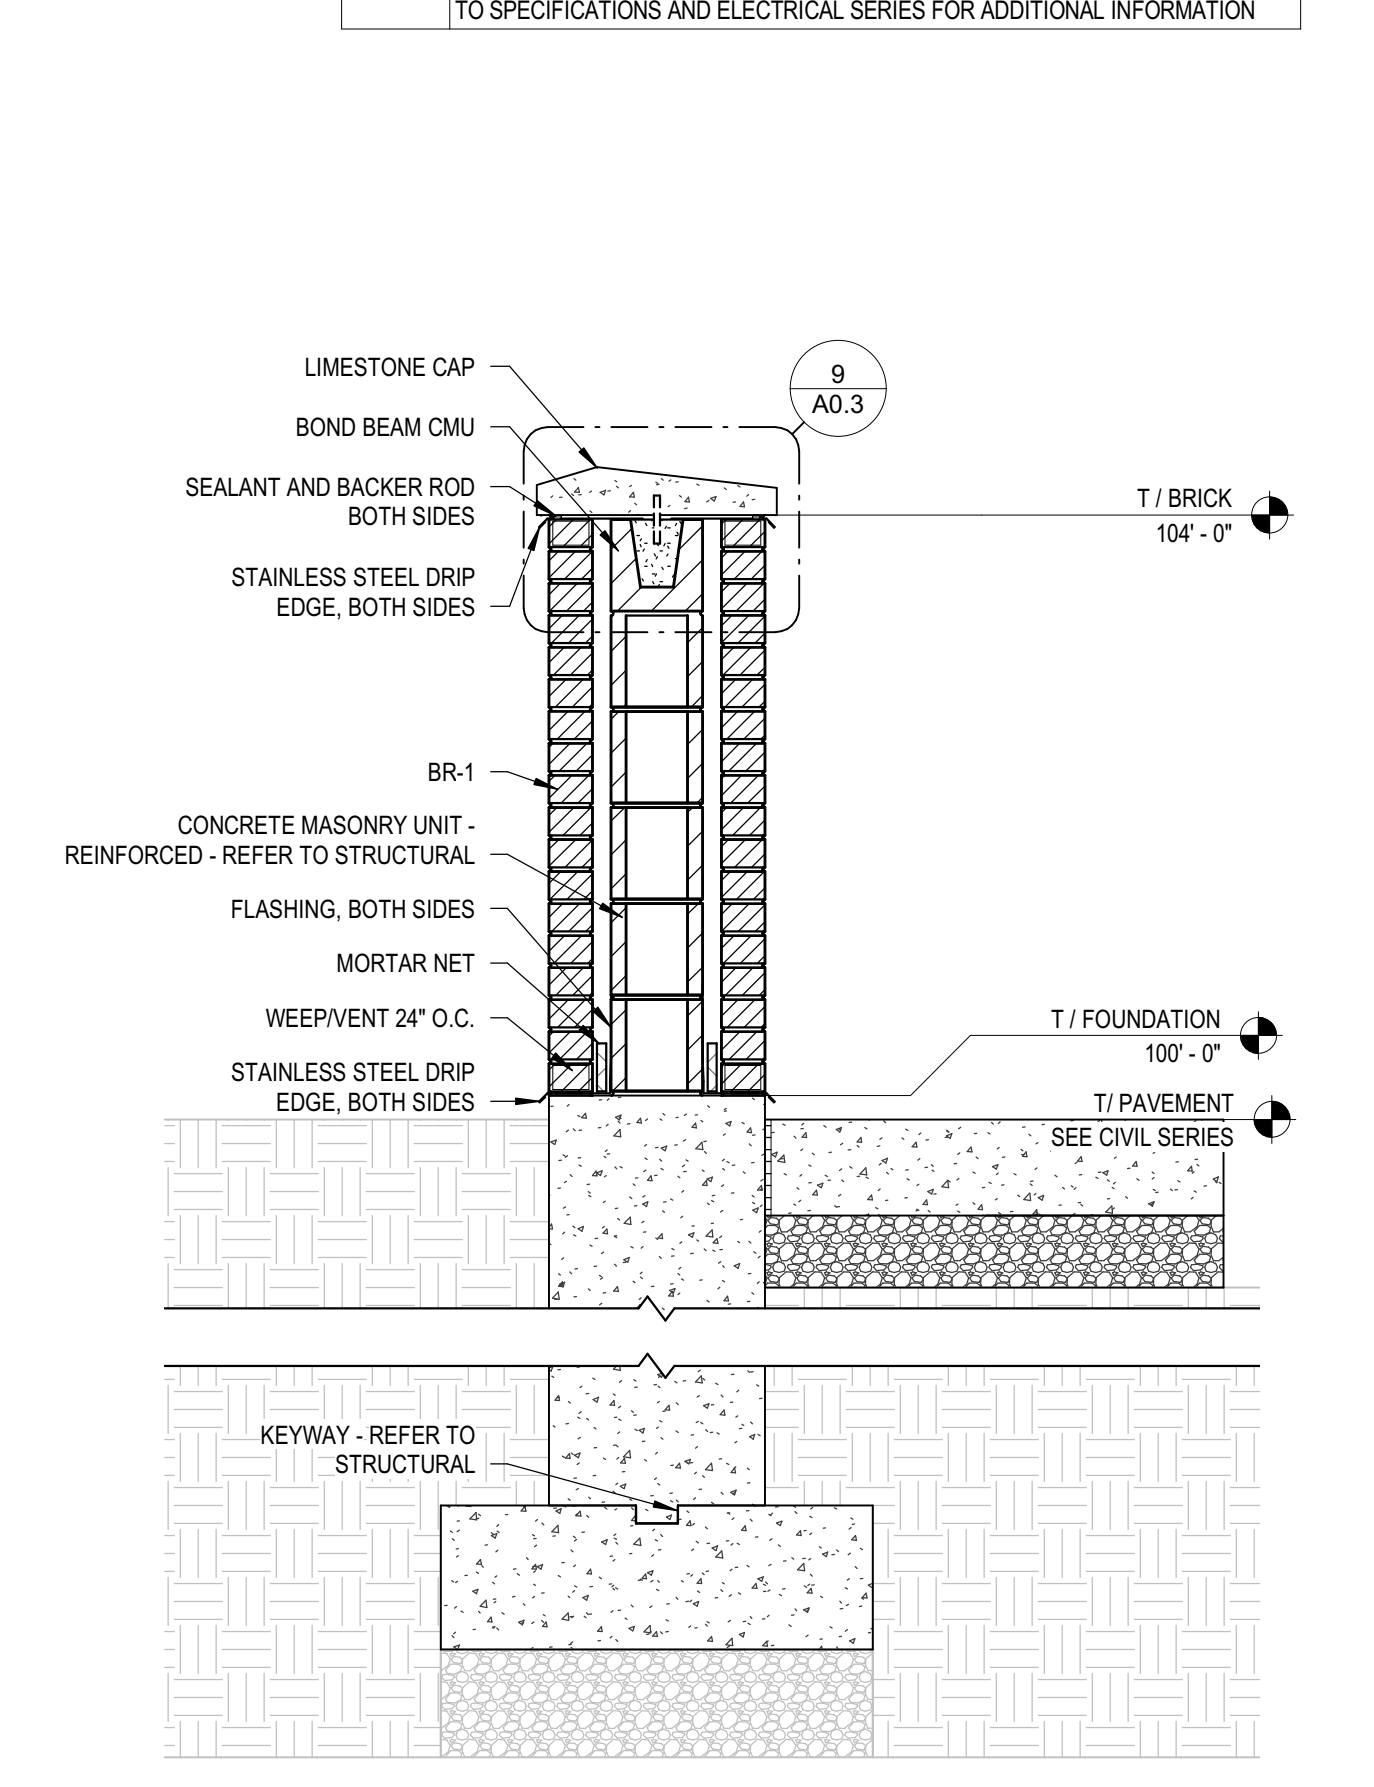 TO SPECIFICATIONS AND ELECTRICAL SERIES FOR ADDITIONAL INFORMATION
LIMESTONE CAP
9
A0.3
BOND BEAM CMU
SEALANT AND BACKER ROD
BOTH SIDES
T / BRICK
104' - 0"
STAINLESS STEEL DRIP
EDGE, BOTH SIDES
BR-1
CONCRETE MASONRY UNIT -
REINFORCED - REFER TO STRUCTURAL
FLASHING, BOTH SIDES
MORTAR NET
WEEP/VENT 24" O.C.
T / FOUNDATION
100' - 0"
STAINLESS STEEL DRIP
EDGE, BOTH SIDES
T/ PAVEMENT
SEE CIVIL SERIES
KEYWAY - REFER TO
STRUCTURAL